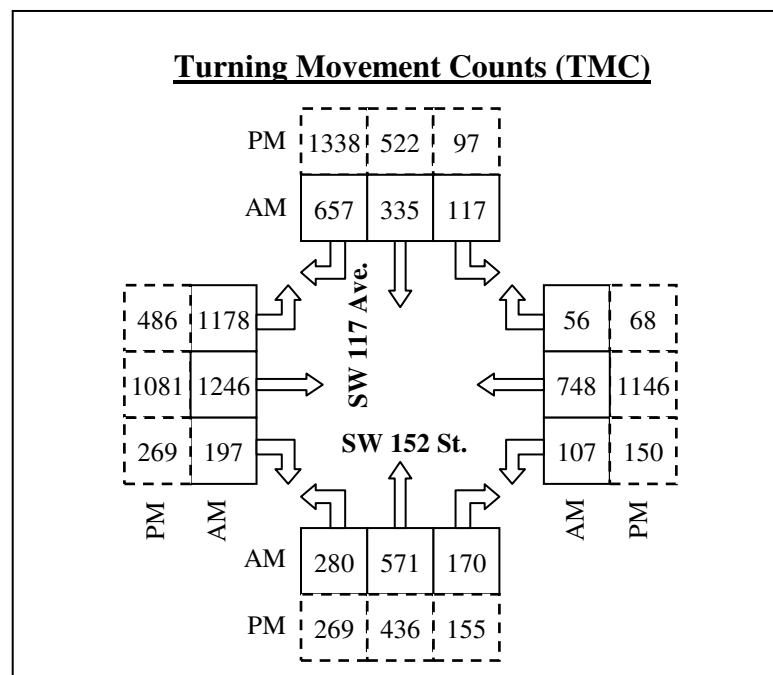 Turning Movement Counts (TMC)
PM 1338 522 97
AM 657 335 117
SW 117 Ave.
486 1178 56 68
1081 1246 748 1146
SW 152 St.
269 197 107 150
PM AM AM PM
AM 280 571 170
PM 269 436 155